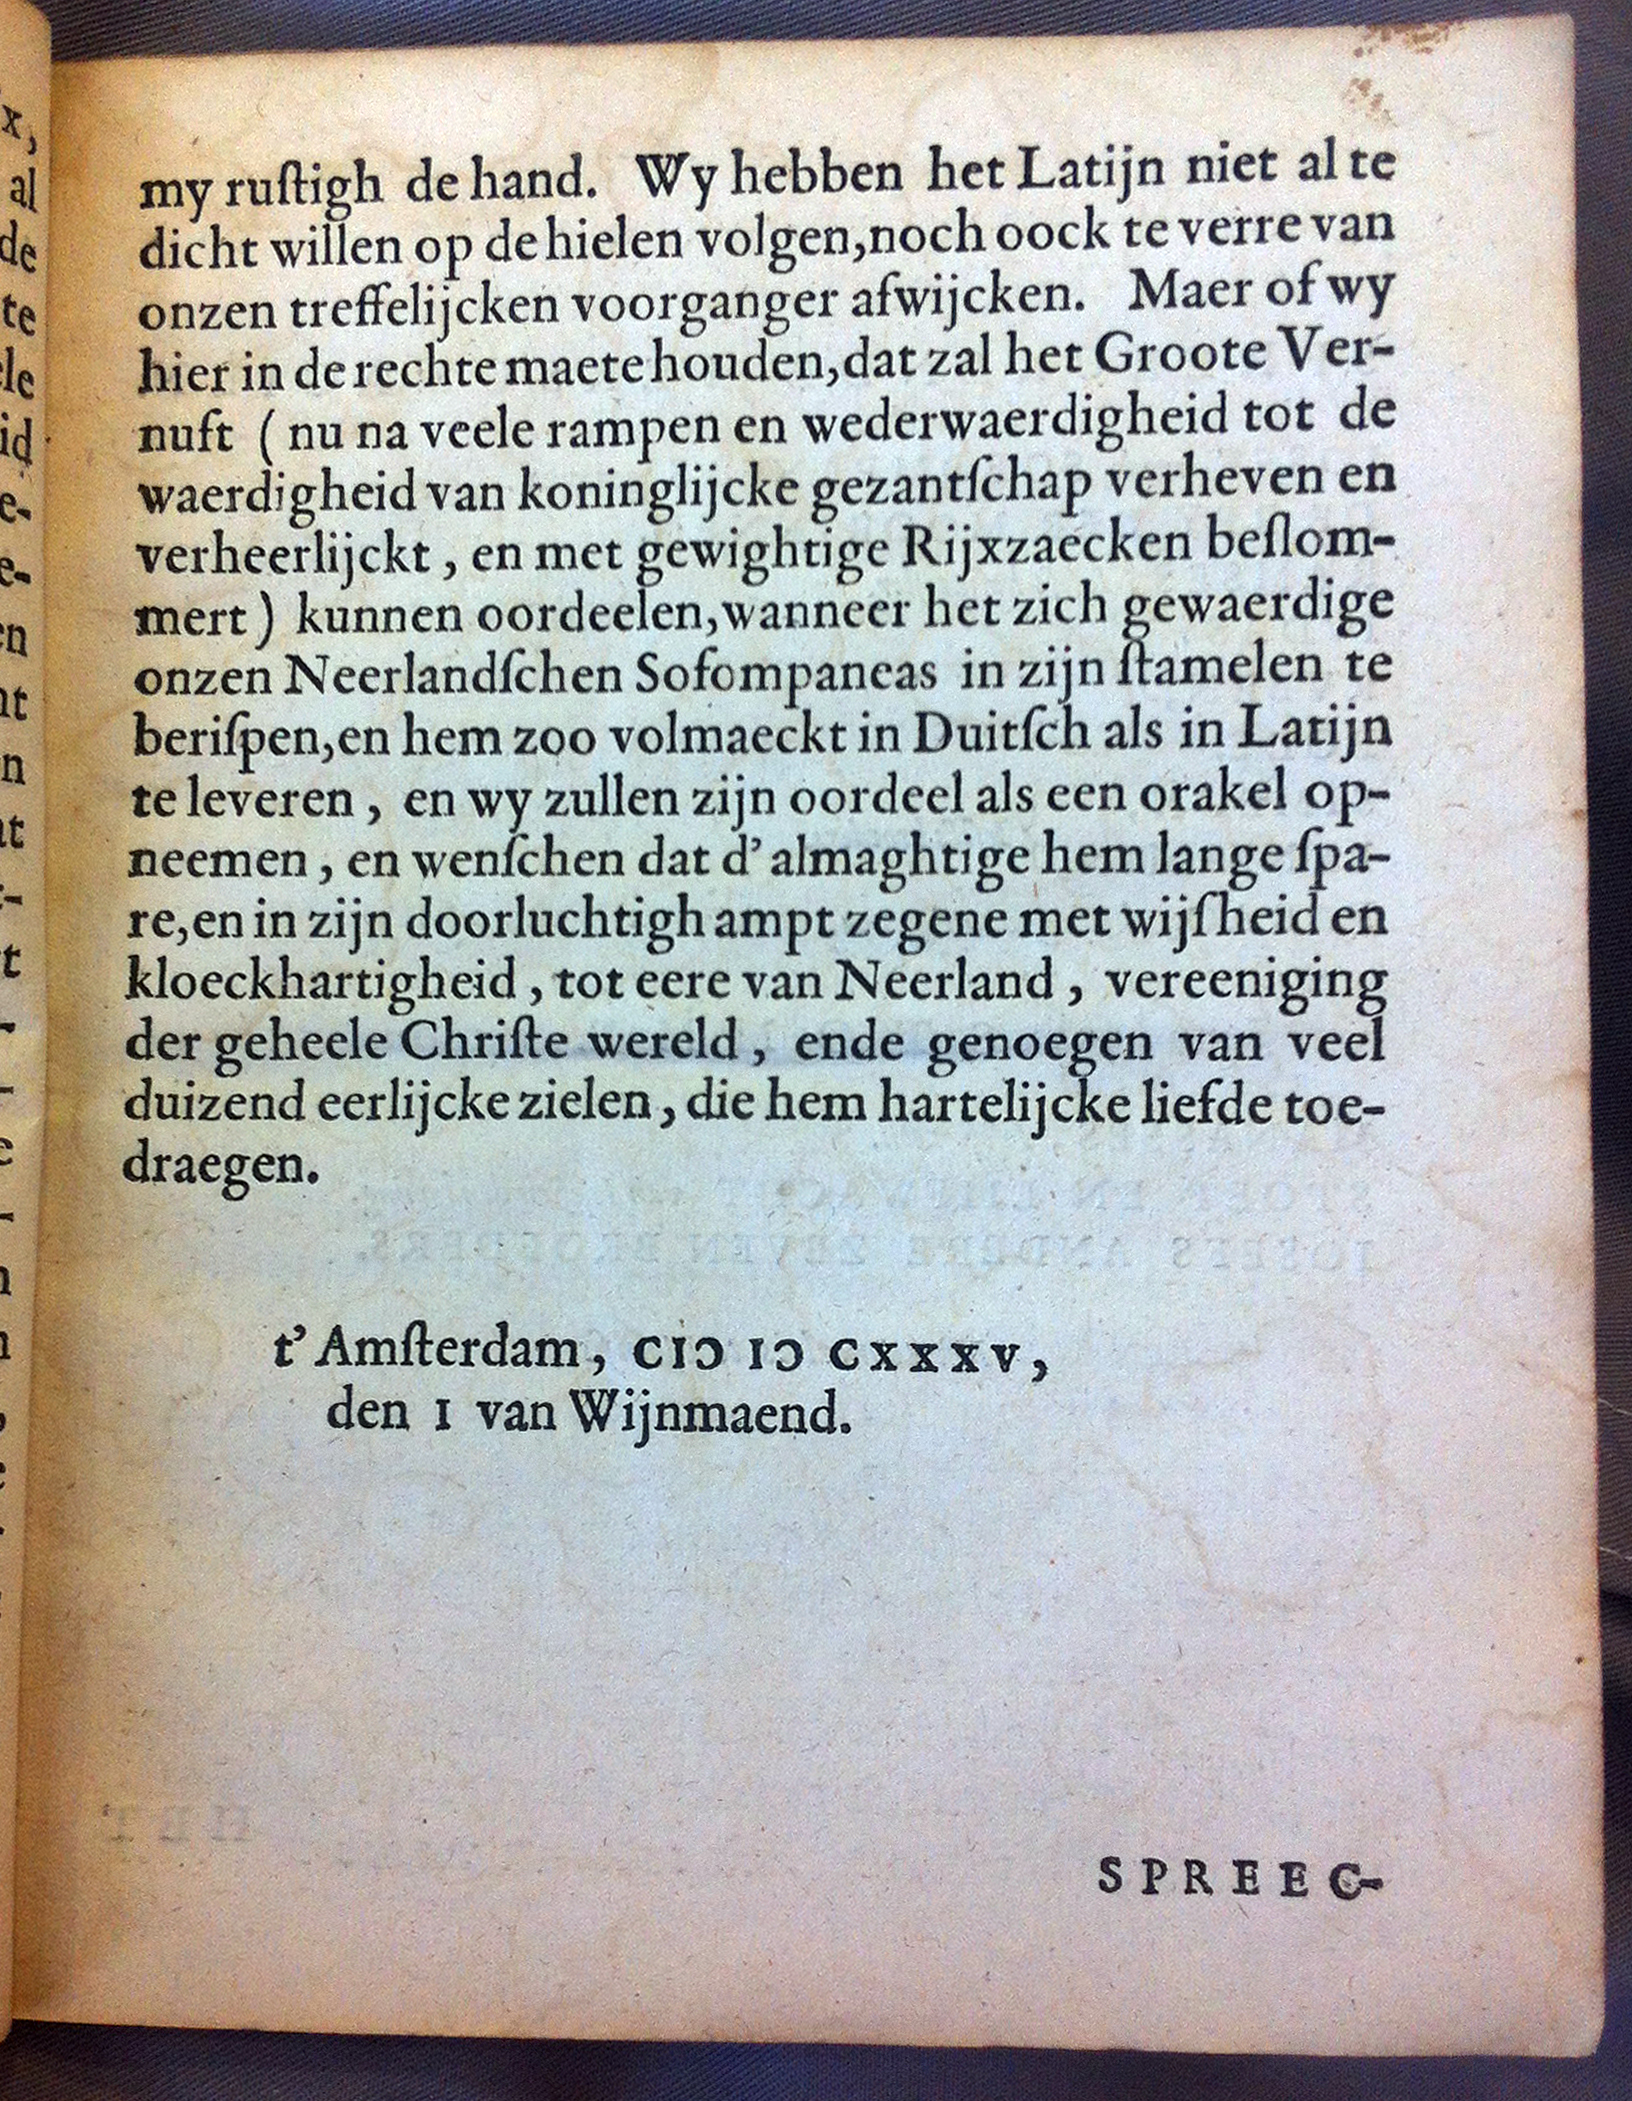 my ruſtigh de hand. Wy hebben het Latijn niet al te
dicht willen op de hielen volgen, noch oock te verre van
onzen treffelijcken voorganger afwijcken. Maer of wy
hier in de rechte maete houden, dat zal het Groote Ver-
nuft ( nu na veele rampen en wederwaerdigheid tot de
waerdigheid van koninglijcke gezantſchap verheven en
verheerlijckt , en met gewightige Rijxzaecken beſlom-
mert ) kunnen oordeelen, wanneer het zich gewaerdige
onzen Neerlandſchen Sofompaneas in zijn ſtamelen te
beriſpen, en hem zoo volmaeckt in Duitſch als in Latijn
te leveren , en wy zullen zijn oordeel als een orakel op-
neemen , en wenſchen dat d' almaghtige hem lange ſpa-
re, en in zijn doorluchtigh ampt zegene met wijſheid en
kloeckhartigheid , tot eere van Neerland , vereeniging
der geheele Chriſte wereld , ende genoegen van veel
duizend eerlijcke zielen , die hem hartelijcke liefde toe-
draegen.
t' Amſterdam, CIↃ IↃ CXXXV,
den I van Wijnmaend.
SPREEC-